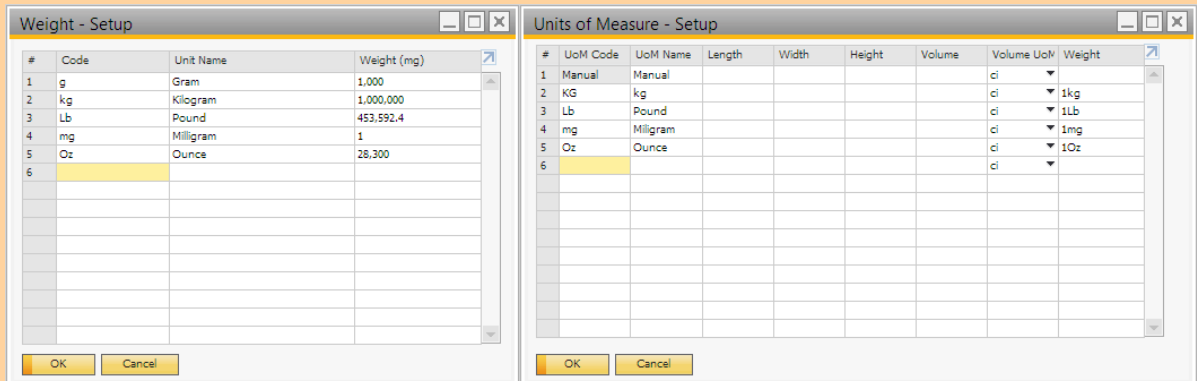 Weight - Setup
# Code Unit Name Weight (mg)
1 g Gram 1,000
2 kg Kilogram 1,000,000
3 Lb Pound 453,592.4
4 mg Milligram 1
5 Oz Ounce 28,300
6
OK Cancel
Units of Measure - Setup
# UoM Code UoM Name Length Width Height Volume Volume UoM Weight
1 Manual Manual ci
2 KG kg ci 1kg
3 Lb Pound ci 1Lb
4 mg Miligram ci 1mg
5 Oz Ounce ci 1Oz
6 ci
OK Cancel